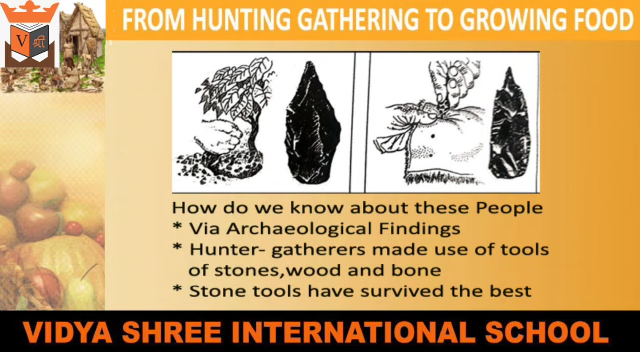 FROM HUNTING GATHERING TO GROWING FOOD
V श्री
How do we know about these People
* Via Archaeological Findings
* Hunter- gatherers made use of tools
of stones,wood and bone
* Stone tools have survived the best
VIDYA SHREE INTERNATIONAL SCHOOL